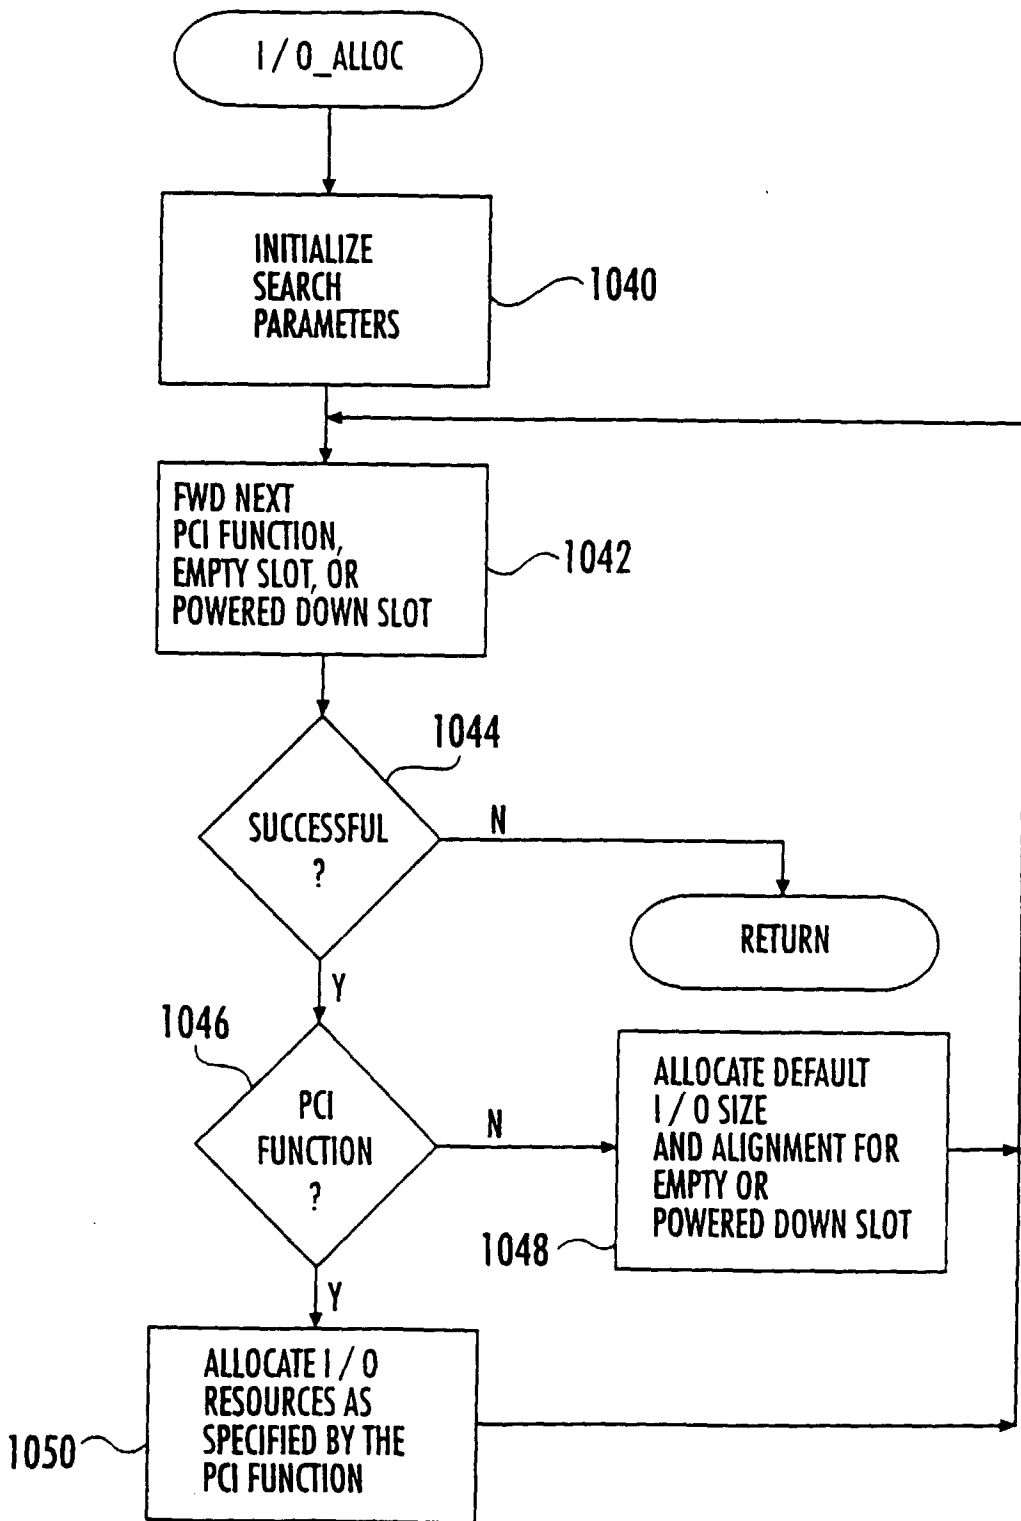 I / O_ALLOC
INITIALIZE
SEARCH
PARAMETERS
1040
FWD NEXT
PCI FUNCTION,
EMPTY SLOT, OR
POWERED DOWN SLOT
1042
1044
SUCCESSFUL
?
N
RETURN
Y
1046
PCI
FUNCTION
?
N
ALLOCATE DEFAULT
I / O SIZE
AND ALIGNMENT FOR
EMPTY OR
POWERED DOWN SLOT
1048
Y
ALLOCATE I / O
RESOURCES AS
SPECIFIED BY THE
PCI FUNCTION
1050